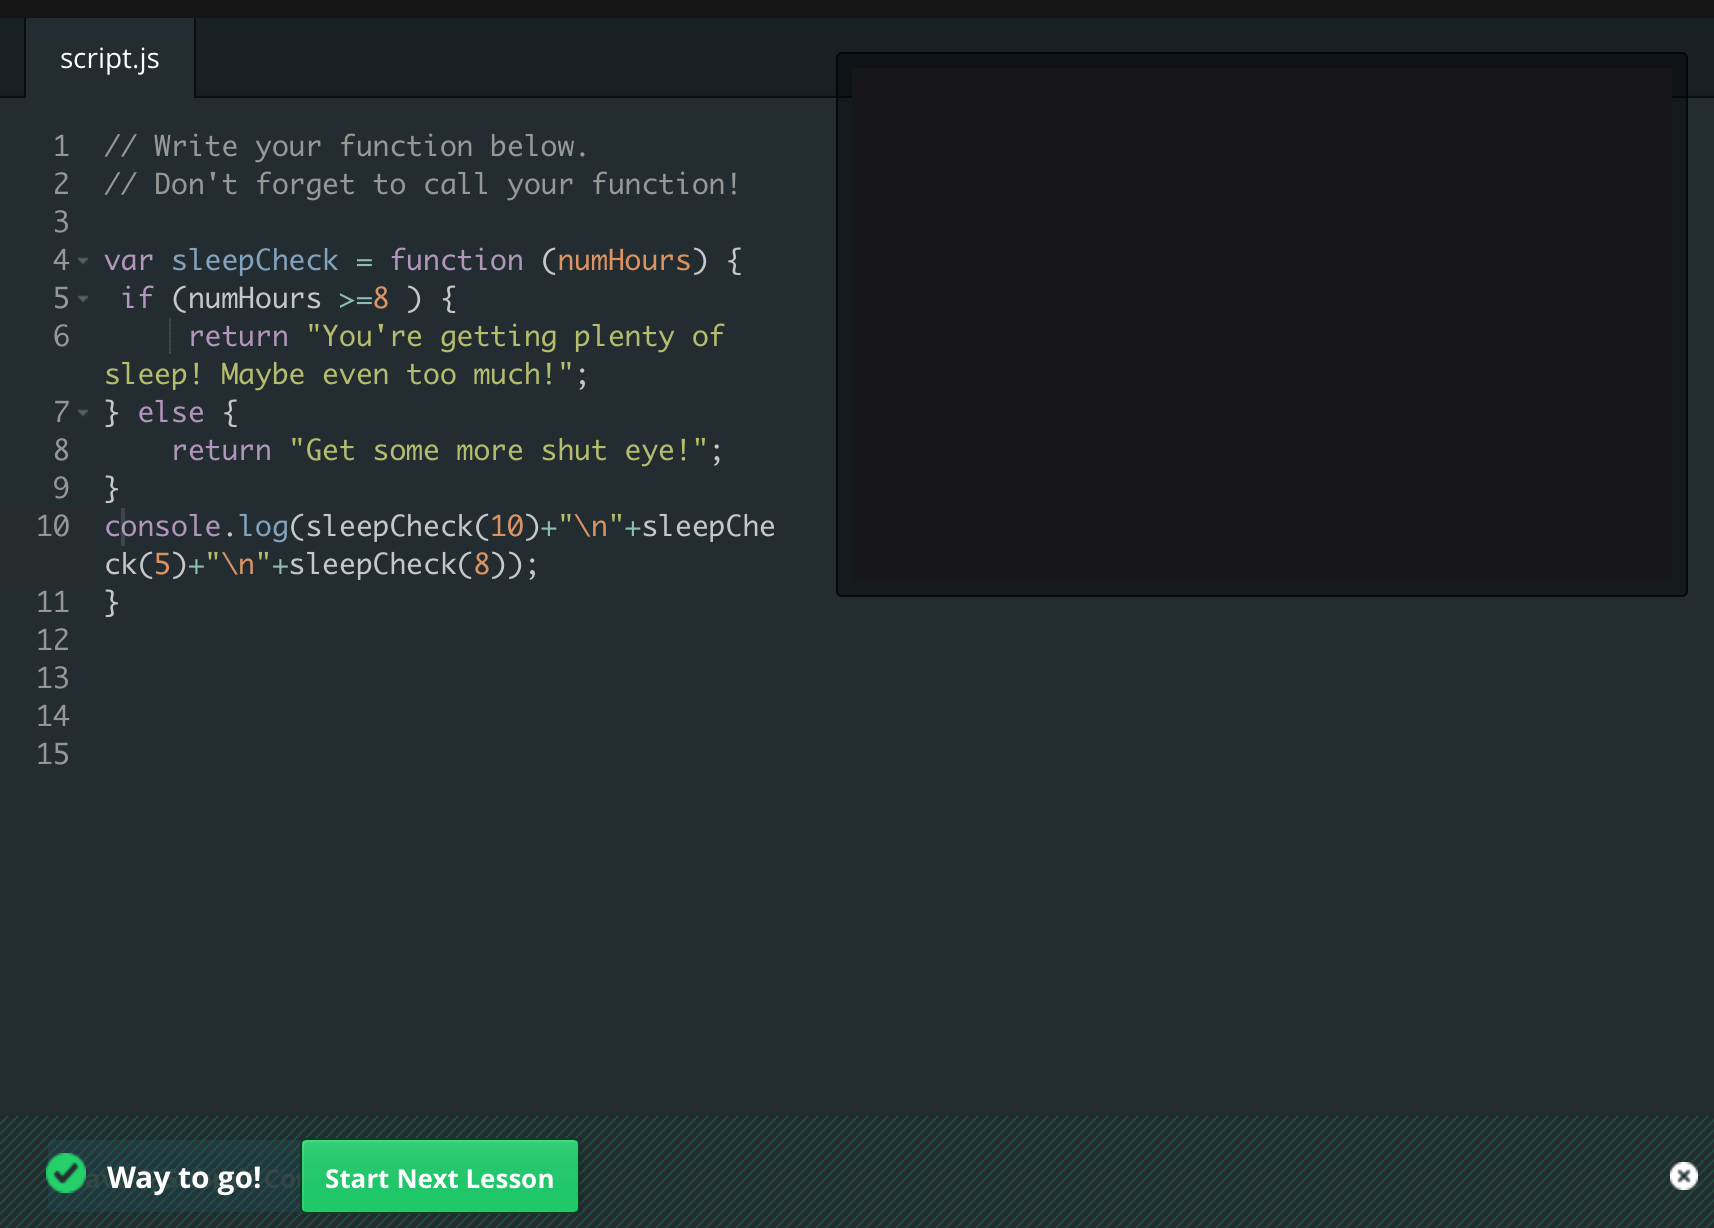 script.js
1 // Write your function below.
2 // Don't forget to call your function!
3
4 var sleepCheck = function (numHours) {
5  if (numHours >=8 ) {
6      return "You're getting plenty of
sleep! Maybe even too much!";
7 } else {
8     return "Get some more shut eye!";
9 }
10 console.log(sleepCheck(10)+"\n"+sleepChe
ck(5)+"\n"+sleepCheck(8));
11 }
12
13
14
15
Way to go! Start Next Lesson